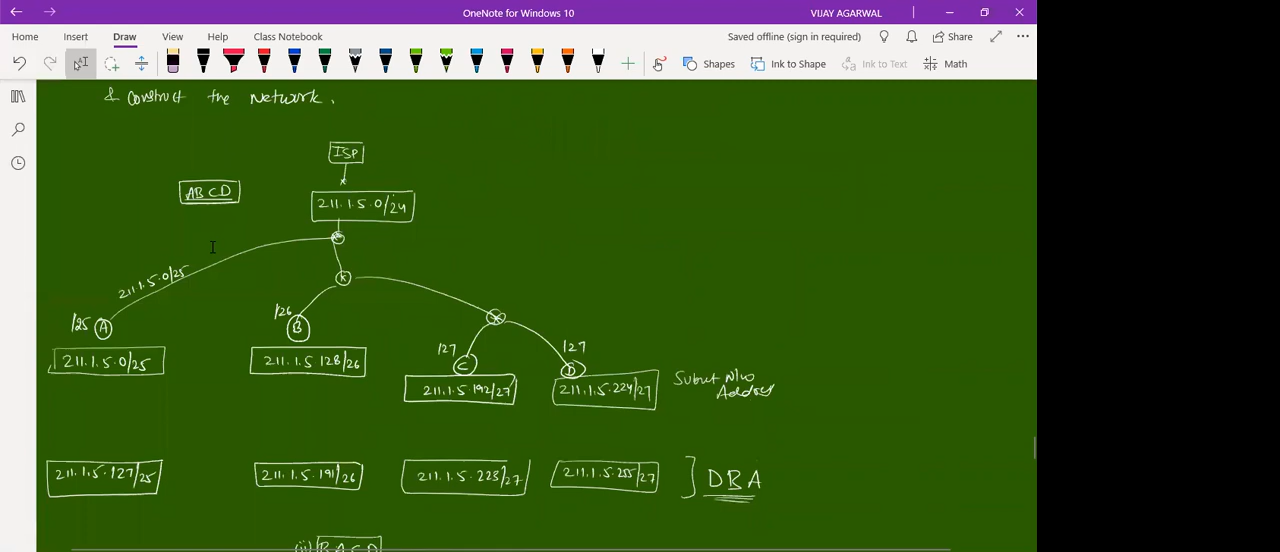 OneNote for Windows 10
VIJAY AGARWAL
Home Insert Draw View Help Class Notebook
Saved offline (sign in required) Share
Shapes Ink to Shape Ink to Text Math
& construct the Network.
ISP
ABCD
211.1.5.0/24
211.1.5.0/25
/25 A
/26
B
/27
C
/27
D
211.1.5.0/25
211.1.5 128/26
211.1.5.192/27
211.1.5.224/27
Subnet N/w
Address
211.1.5.127/25
211.1.5.191/26
211.1.5.223/27
211.1.5.255/27
DBA
(ii) BACD